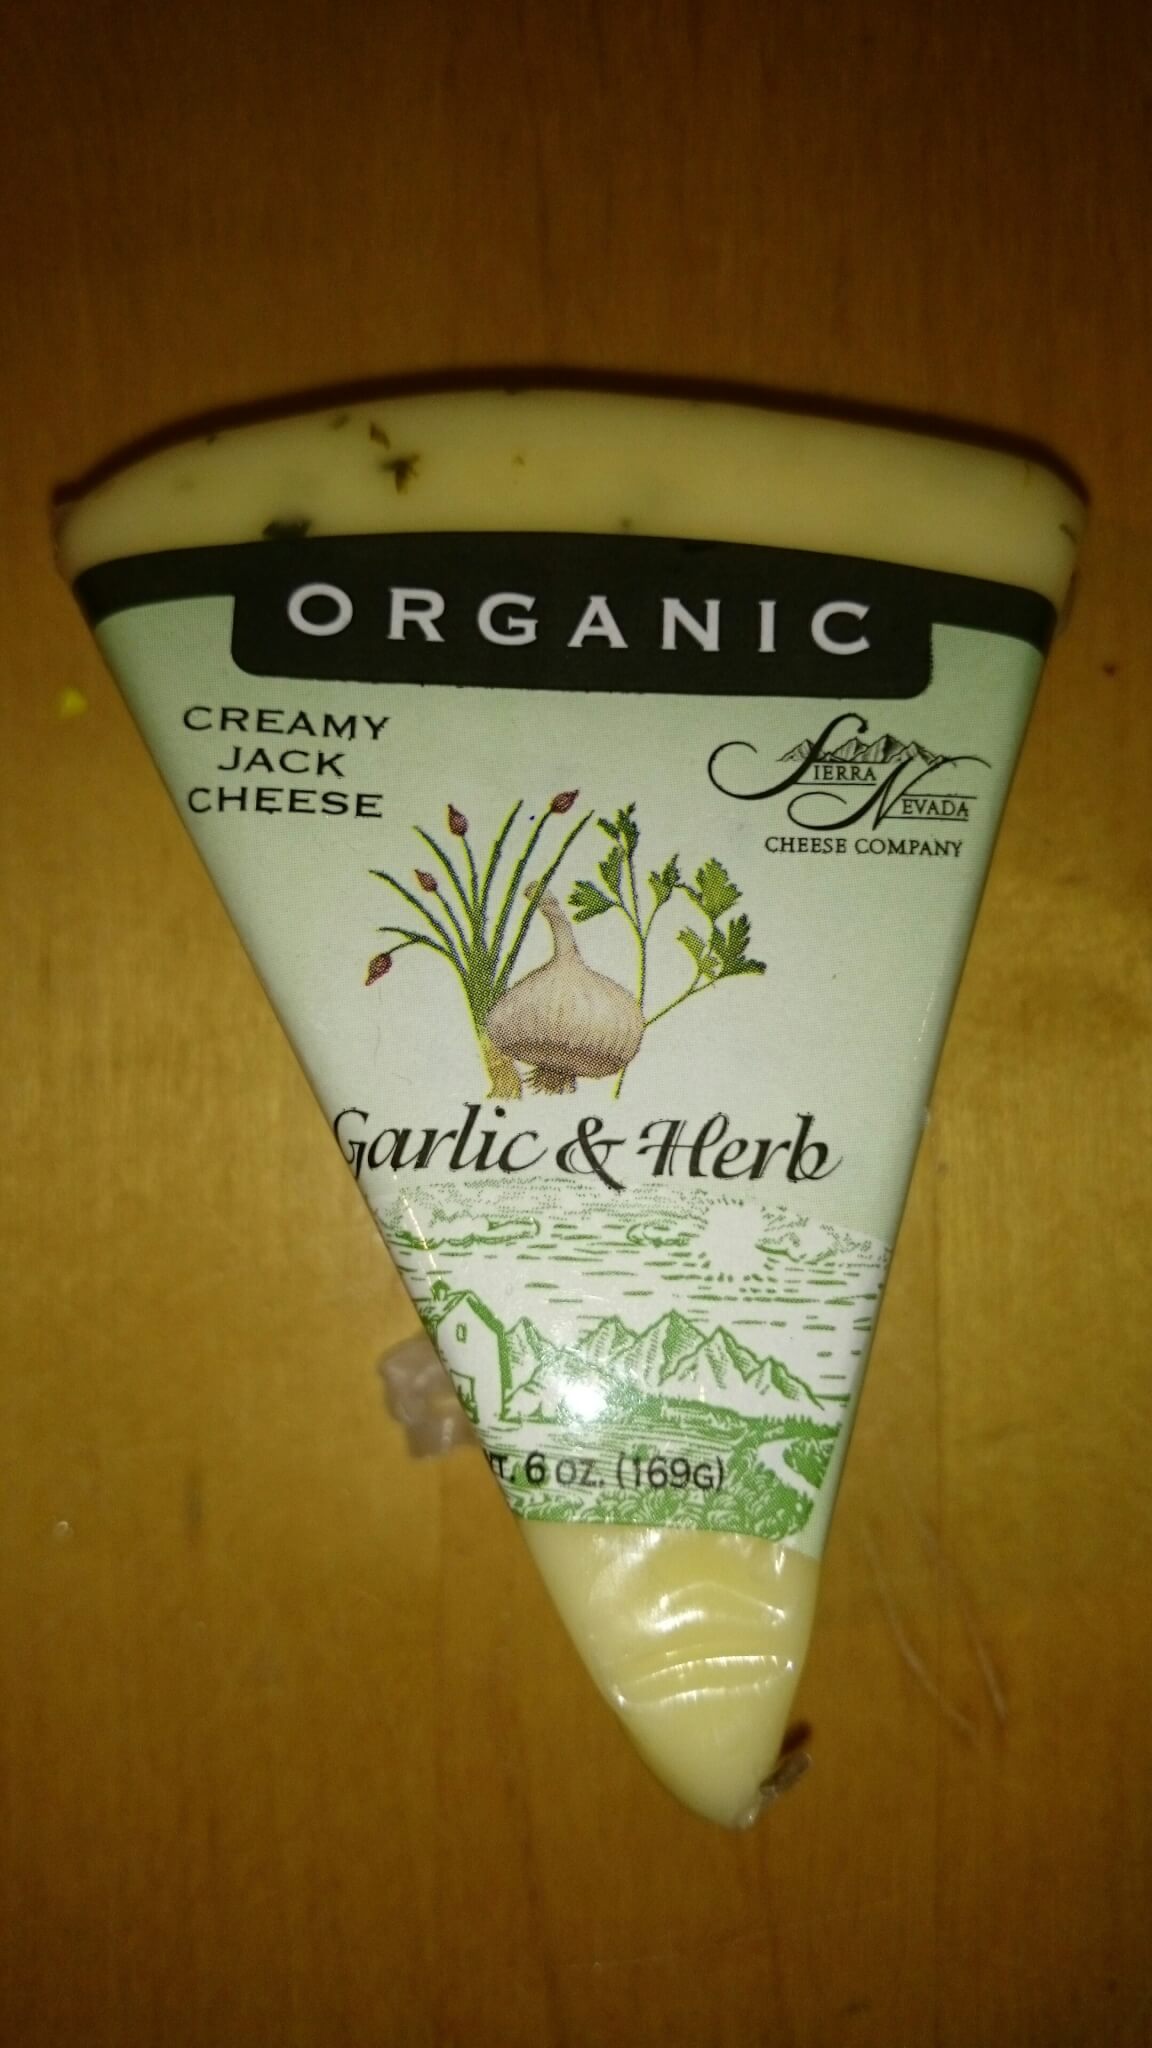 ORGANIC
CREAMY
JACK
CHEESE
SIERRA
NEVADA
CHEESE COMPANY
Garlic & Herb
6 OZ. (169G)